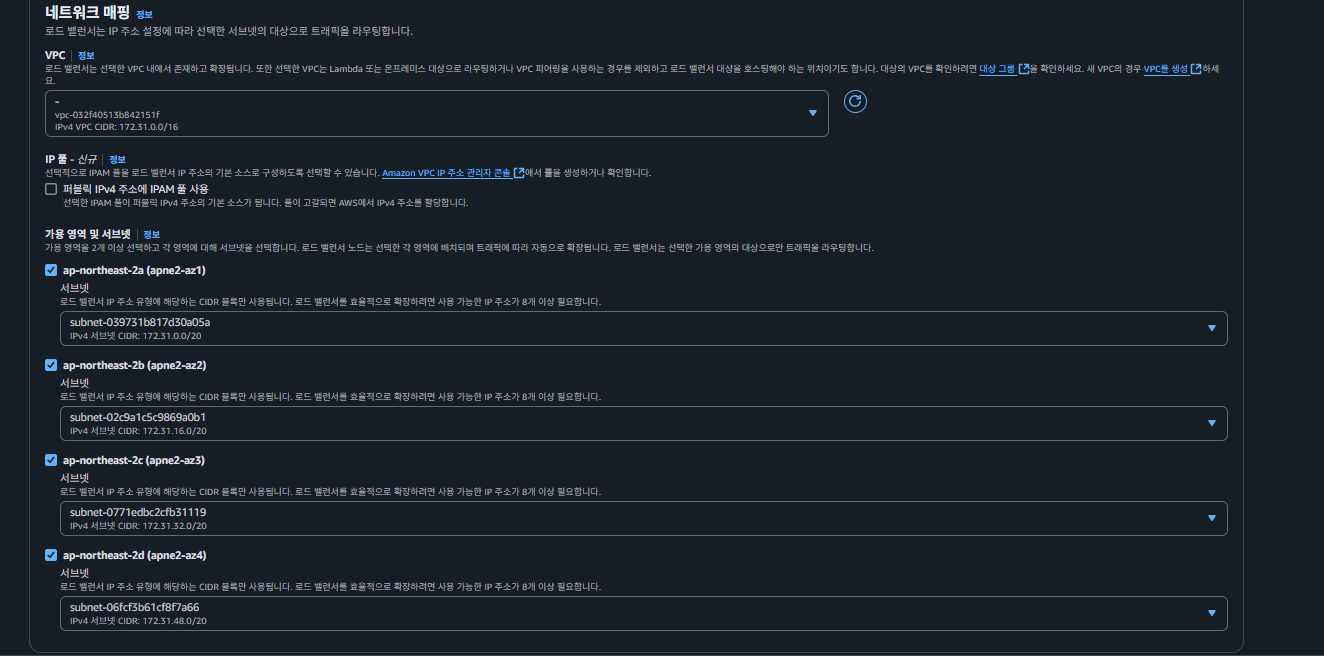 네트워크 매핑 정보
로드 밸런서는 IP 주소 설정에 따라 선택한 서브넷의 대상으로 트래픽을 라우팅합니다.
VPC 정보
로드 밸런서는 선택한 VPC 내에서 존재하고 확장됩니다. 또한 선택한 VPC는 Lambda 또는 온프레미스 대상으로 라우팅하거나 VPC 피어링을 사용하는 경우를 제외하고 로드 밸런서 대상을 호스팅해야 하는 위치이기도 합니다. 대상의 VPC를 확인하려면 대상 그룹을 확인하세요. 새 VPC의 경우 VPC를 생성하세
요.
-
vpc-032f40513b842151f
IPv4 VPC CIDR: 172.31.0.0/16
IP 풀 - 신규 정보
선택적으로 IPAM 풀을 로드 밸런서 IP 주소의 기본 소스로 구성하도록 선택할 수 있습니다. Amazon VPC IP 주소 관리자 콘솔에서 풀을 생성하거나 확인합니다.
퍼블릭 IPv4 주소에 IPAM 풀 사용
선택한 IPAM 풀이 퍼블릭 IPv4 주소의 기본 소스가 됩니다. 풀이 고갈되면 AWS에서 IPv4 주소를 할당합니다.
가용 영역 및 서브넷 정보
가용 영역을 2개 이상 선택하고 각 영역에 대해 서브넷을 선택합니다. 로드 밸런서 노드는 선택한 각 영역에 배치되며 트래픽에 따라 자동으로 확장됩니다. 로드 밸런서는 선택한 가용 영역의 대상으로만 트래픽을 라우팅합니다.
ap-northeast-2a (apne2-az1)
서브넷
로드 밸런서 IP 주소 유형에 해당하는 CIDR 블록만 사용됩니다. 로드 밸런서를 효율적으로 확장하려면 사용 가능한 IP 주소가 8개 이상 필요합니다.
subnet-039731b817d30a05a
IPv4 서브넷 CIDR: 172.31.0.0/20
ap-northeast-2b (apne2-az2)
서브넷
로드 밸런서 IP 주소 유형에 해당하는 CIDR 블록만 사용됩니다. 로드 밸런서를 효율적으로 확장하려면 사용 가능한 IP 주소가 8개 이상 필요합니다.
subnet-02c9a1c5c9869a0b1
IPv4 서브넷 CIDR: 172.31.16.0/20
ap-northeast-2c (apne2-az3)
서브넷
로드 밸런서 IP 주소 유형에 해당하는 CIDR 블록만 사용됩니다. 로드 밸런서를 효율적으로 확장하려면 사용 가능한 IP 주소가 8개 이상 필요합니다.
subnet-0771edbc2cfb31119
IPv4 서브넷 CIDR: 172.31.32.0/20
ap-northeast-2d (apne2-az4)
서브넷
로드 밸런서 IP 주소 유형에 해당하는 CIDR 블록만 사용됩니다. 로드 밸런서를 효율적으로 확장하려면 사용 가능한 IP 주소가 8개 이상 필요합니다.
subnet-06fcf3b61cf8f7a66
IPv4 서브넷 CIDR: 172.31.48.0/20